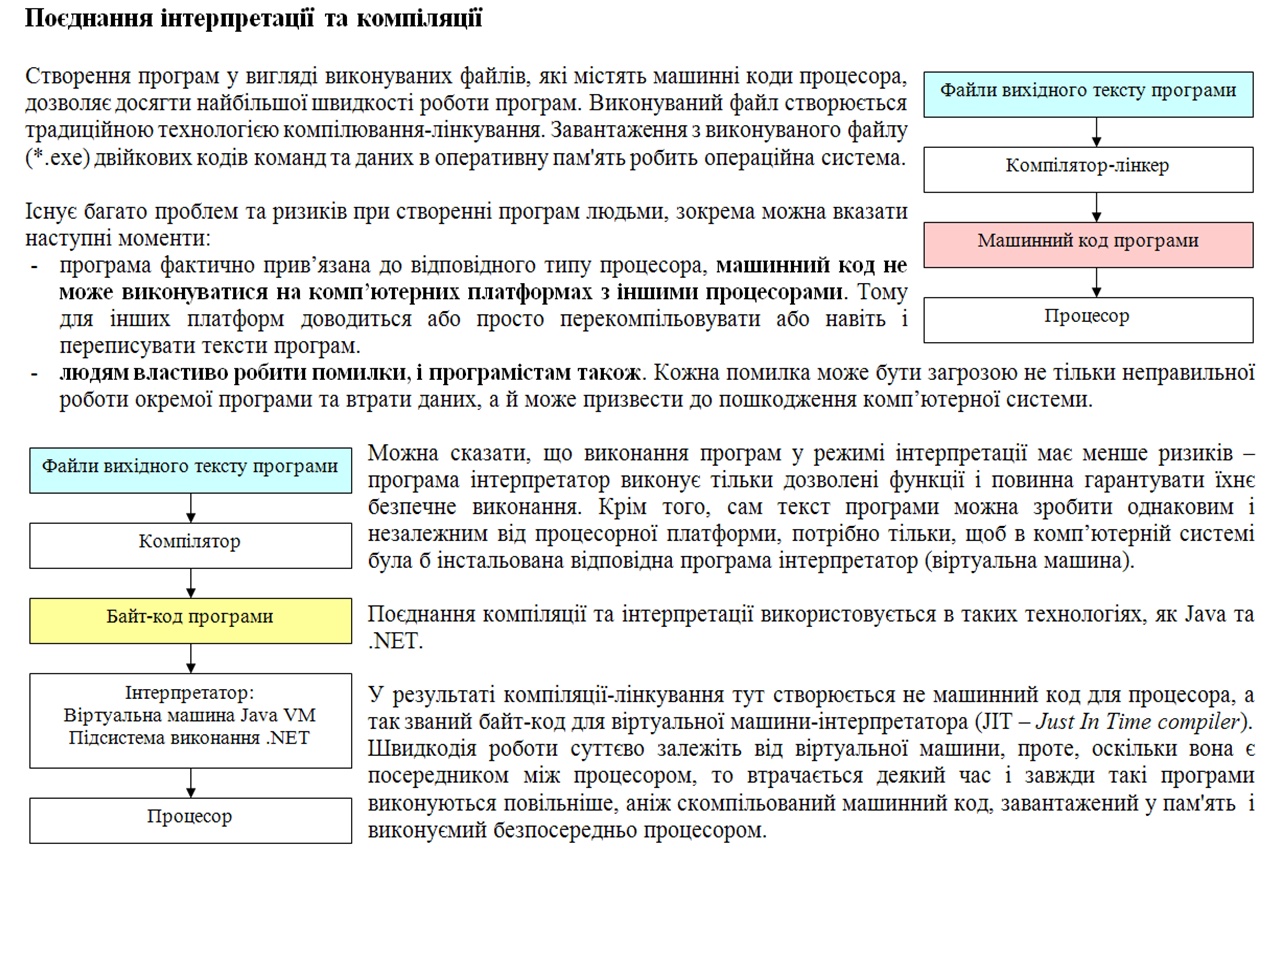 Поєднання інтерпретації та компіляції
Створення програм у вигляді виконуваних файлів, які містять машинні коди процесора,
дозволяє досягти найбільшої швидкості роботи програм. Виконуваний файл створюється
традиційною технологією компілювання-лінкування. Завантаження з виконуваного файлу
(*.exe) двійкових кодів команд та даних в оперативну пам'ять робить операційна система.
Файли вихідного тексту програми
Компілятор-лінкер
Машинний код програми
Процесор
Існує багато проблем та ризиків при створенні програм людьми, зокрема можна вказати
наступні моменти:
- програма фактично прив’язана до відповідного типу процесора, машинний код не
може виконуватися на комп’ютерних платформах з іншими процесорами. Тому
для інших платформ доводиться або просто перекомпільовувати або навіть і
переписувати тексти програм.
- людям властиво робити помилки, і програмістам також. Кожна помилка може бути загрозою не тільки неправильної
роботи окремої програми та втрати даних, а й може призвести до пошкодження комп’ютерної системи.
Файли вихідного тексту програми
Компілятор
Байт-код програми
Інтерпретатор:
Віртуальна машина Java VM
Підсистема виконання .NET
Процесор
Можна сказати, що виконання програм у режимі інтерпретації має менше ризиків –
програма інтерпретатор виконує тільки дозволені функції і повинна гарантувати їхнє
безпечне виконання. Крім того, сам текст програми можна зробити однаковим і
незалежним від процесорної платформи, потрібно тільки, щоб в комп’ютерній системі
була б інстальована відповідна програма інтерпретатор (віртуальна машина).
Поєднання компіляції та інтерпретації використовується в таких технологіях, як Java та
.NET.
У результаті компіляції-лінкування тут створюється не машинний код для процесора, а
так званий байт-код для віртуальної машини-інтерпретатора (JIT – Just In Time compiler).
Швидкодія роботи суттєво залежіть від віртуальної машини, проте, оскільки вона є
посередником між процесором, то втрачається деякий час і завжди такі програми
виконуються повільніше, аніж скомпільований машинний код, завантажений у пам'ять і
виконуємий безпосередньо процесором.